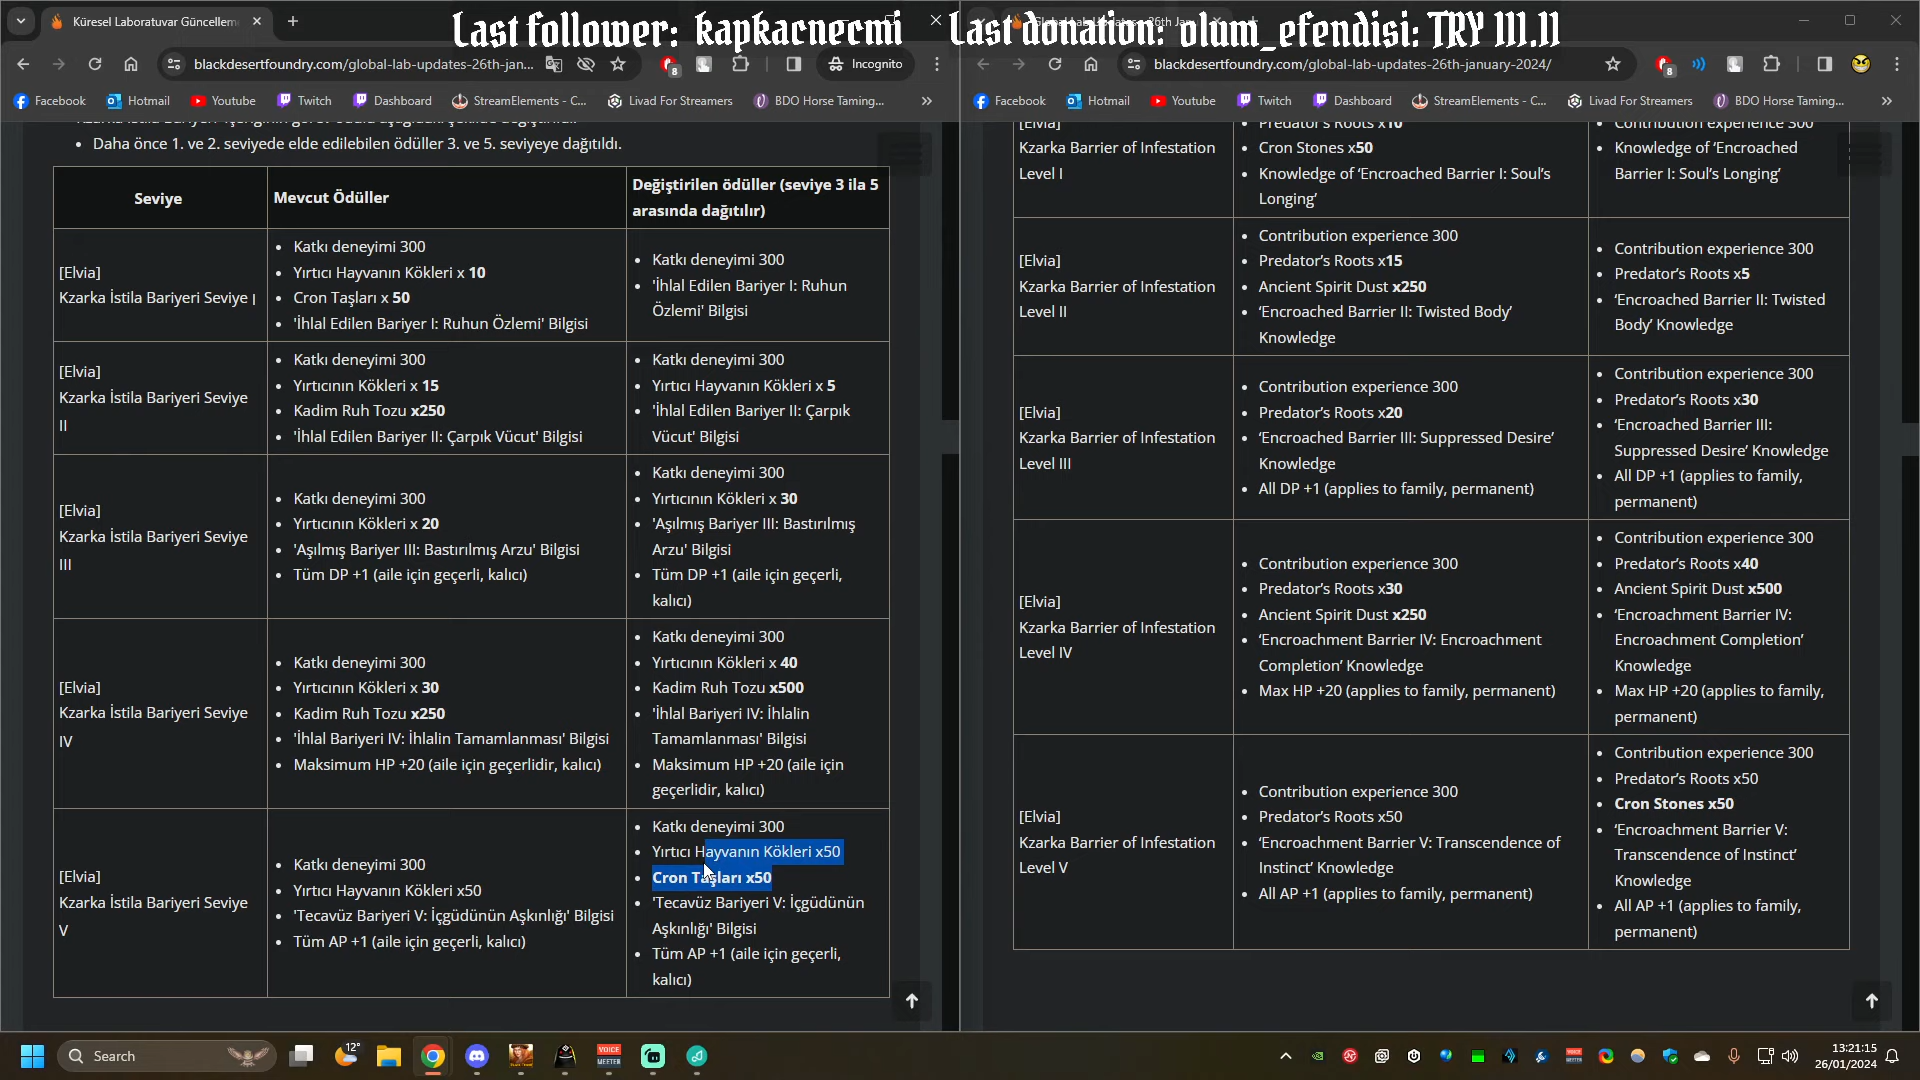 Küresel Laboratuvar Güncellem
Last follower: kapkacnecmi
Last donation: olum_efendisi: TRY 111.11
blackdesertfoundry.com/global-lab-updates-26th-jan...
8
Incognito
Facebook
Hotmail
Youtube
Twitch
Dashboard
StreamElements - C...
Livad For Streamers
BDO Horse Taming...
Daha önce 1. ve 2. seviyede elde edilebilen ödüller 3. ve 5. seviyeye dağıtıldı.
Seviye
Mevcut Ödüller
Değiştirilen ödüller (seviye 3 ila 5
arasında dağıtılır)
[Elvia]
Kzarka İstila Bariyeri Seviye I
Katkı deneyimi 300
Yırtıcı Hayvanın Kökleri x 10
Cron Taşları x 50
'İhlal Edilen Bariyer I: Ruhun Özlemi' Bilgisi
Katkı deneyimi 300
'İhlal Edilen Bariyer I: Ruhun
Özlemi' Bilgisi
[Elvia]
Kzarka İstila Bariyeri Seviye
II
Katkı deneyimi 300
Yırtıcının Kökleri x 15
Kadim Ruh Tozu x250
'İhlal Edilen Bariyer II: Çarpık Vücut' Bilgisi
Katkı deneyimi 300
Yırtıcı Hayvanın Kökleri x 5
'İhlal Edilen Bariyer II: Çarpık
Vücut' Bilgisi
[Elvia]
Kzarka İstila Bariyeri Seviye
III
Katkı deneyimi 300
Yırtıcının Kökleri x 20
'Aşılmış Bariyer III: Bastırılmış Arzu' Bilgisi
Tüm DP +1 (aile için geçerli, kalıcı)
Katkı deneyimi 300
Yırtıcının Kökleri x 30
'Aşılmış Bariyer III: Bastırılmış
Arzu' Bilgisi
Tüm DP +1 (aile için geçerli,
kalıcı)
[Elvia]
Kzarka İstila Bariyeri Seviye
IV
Katkı deneyimi 300
Yırtıcının Kökleri x 30
Kadim Ruh Tozu x250
'İhlal Bariyeri IV: İhlalin Tamamlanması' Bilgisi
Maksimum HP +20 (aile için geçerlidir, kalıcı)
Katkı deneyimi 300
Yırtıcının Kökleri x 40
Kadim Ruh Tozu x500
'İhlal Bariyeri IV: İhlalin
Tamamlanması' Bilgisi
Maksimum HP +20 (aile için
geçerlidir, kalıcı)
[Elvia]
Kzarka İstila Bariyeri Seviye
V
Katkı deneyimi 300
Yırtıcı Hayvanın Kökleri x50
'Tecavüz Bariyeri V: İçgüdünün Aşkınlığı' Bilgisi
Tüm AP +1 (aile için geçerli, kalıcı)
Katkı deneyimi 300
Yırtıcı Hayvanın Kökleri x50
Cron Taşları x50
'Tecavüz Bariyeri V: İçgüdünün
Aşkınlığı' Bilgisi
Tüm AP +1 (aile için geçerli,
kalıcı)
blackdesertfoundry.com/global-lab-updates-26th-january-2024/
8
Facebook
Hotmail
Youtube
Twitch
Dashboard
StreamElements - C...
Livad For Streamers
BDO Horse Taming...
[Elvia]
Kzarka Barrier of Infestation
Level I
Predator's Roots x10
Cron Stones x50
Knowledge of 'Encroached Barrier I: Soul's
Longing'
Contribution experience 300
Knowledge of 'Encroached
Barrier I: Soul's Longing'
[Elvia]
Kzarka Barrier of Infestation
Level II
Contribution experience 300
Predator's Roots x15
Ancient Spirit Dust x250
'Encroached Barrier II: Twisted Body'
Knowledge
Contribution experience 300
Predator's Roots x5
'Encroached Barrier II: Twisted
Body' Knowledge
[Elvia]
Kzarka Barrier of Infestation
Level III
Contribution experience 300
Predator's Roots x20
'Encroached Barrier III: Suppressed Desire'
Knowledge
All DP +1 (applies to family, permanent)
Contribution experience 300
Predator's Roots x30
'Encroached Barrier III:
Suppressed Desire' Knowledge
All DP +1 (applies to family,
permanent)
[Elvia]
Kzarka Barrier of Infestation
Level IV
Contribution experience 300
Predator's Roots x30
Ancient Spirit Dust x250
'Encroachment Barrier IV: Encroachment
Completion' Knowledge
Max HP +20 (applies to family, permanent)
Contribution experience 300
Predator's Roots x40
Ancient Spirit Dust x500
'Encroachment Barrier IV:
Encroachment Completion'
Knowledge
Max HP +20 (applies to family,
permanent)
[Elvia]
Kzarka Barrier of Infestation
Level V
Contribution experience 300
Predator's Roots x50
'Encroachment Barrier V: Transcendence of
Instinct' Knowledge
All AP +1 (applies to family, permanent)
Contribution experience 300
Predator's Roots x50
Cron Stones x50
'Encroachment Barrier V:
Transcendence of Instinct'
Knowledge
All AP +1 (applies to family,
permanent)
Search
12°
VOICE
MEETER
13:21:15
26/01/2024